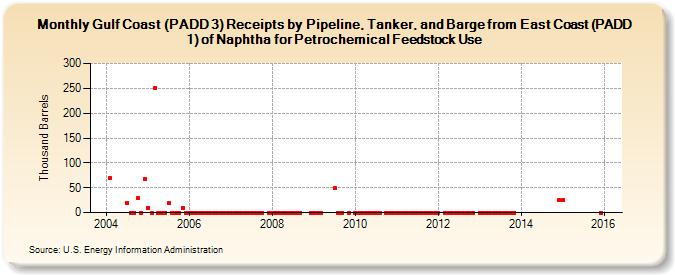 Monthly Gulf Coast (PADD 3) Receipts by Pipeline, Tanker, and Barge from East Coast (PADD
1) of Naphtha for Petrochemical Feedstock Use
Thousand Barrels
300
250
200
150
100
50
0
2004 2006 2008 2010 2012 2014 2016
Source: U.S. Energy Information Administration